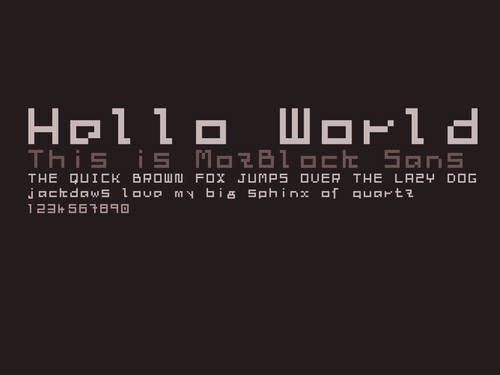 Hello World
This is MozBlock Sans
THE QUICK BROWN FOX JUMPS OVER THE LAZY DOG
jackdaws love my big sphinx of quartz
1234567890